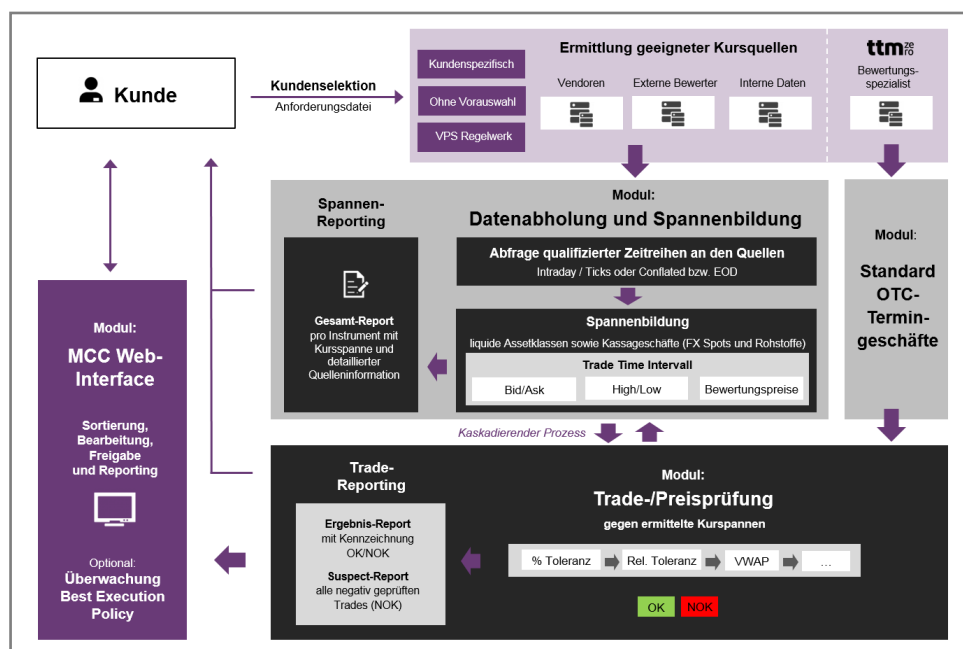 Kunde
Kundenselektion
Anforderungsdatei
Kundenspezifisch
Ohne Vorauswahl
VPS Regelwerk
Ermittlung geeigneter Kursquellen
Vendoren
Externe Bewerter
Interne Daten
ttm ze
ro
Bewertungs-
spezialist
Spannen-
Reporting
Gesamt-Report
pro Instrument mit
Kursspanne und
detaillierter
Quelleninformation
Modul:
Datenabholung und Spannenbildung
Abfrage qualifizierter Zeitreihen an den Quellen
Intraday / Ticks oder Conflated bzw. EOD
Spannenbildung
liquide Assetklassen sowie Kassageschäfte (FX Spots und Rohstoffe)
Trade Time Intervall
Bid/Ask
High/Low
Bewertungspreise
Modul:
Standard
OTC-
Termin-
geschäfte
Kaskadierender Prozess
Modul:
MCC Web-
Interface
Sortierung,
Bearbeitung,
Freigabe
und Reporting
Optional:
Überwachung
Best Execution
Policy
Trade-
Reporting
Ergebnis-Report
mit Kennzeichnung
OK/NOK
Suspect-Report
alle negativ geprüften
Trades (NOK)
Modul:
Trade-/Preisprüfung
gegen ermittelte Kurspannen
% Toleranz
Rel. Toleranz
VWAP
...
OK
NOK